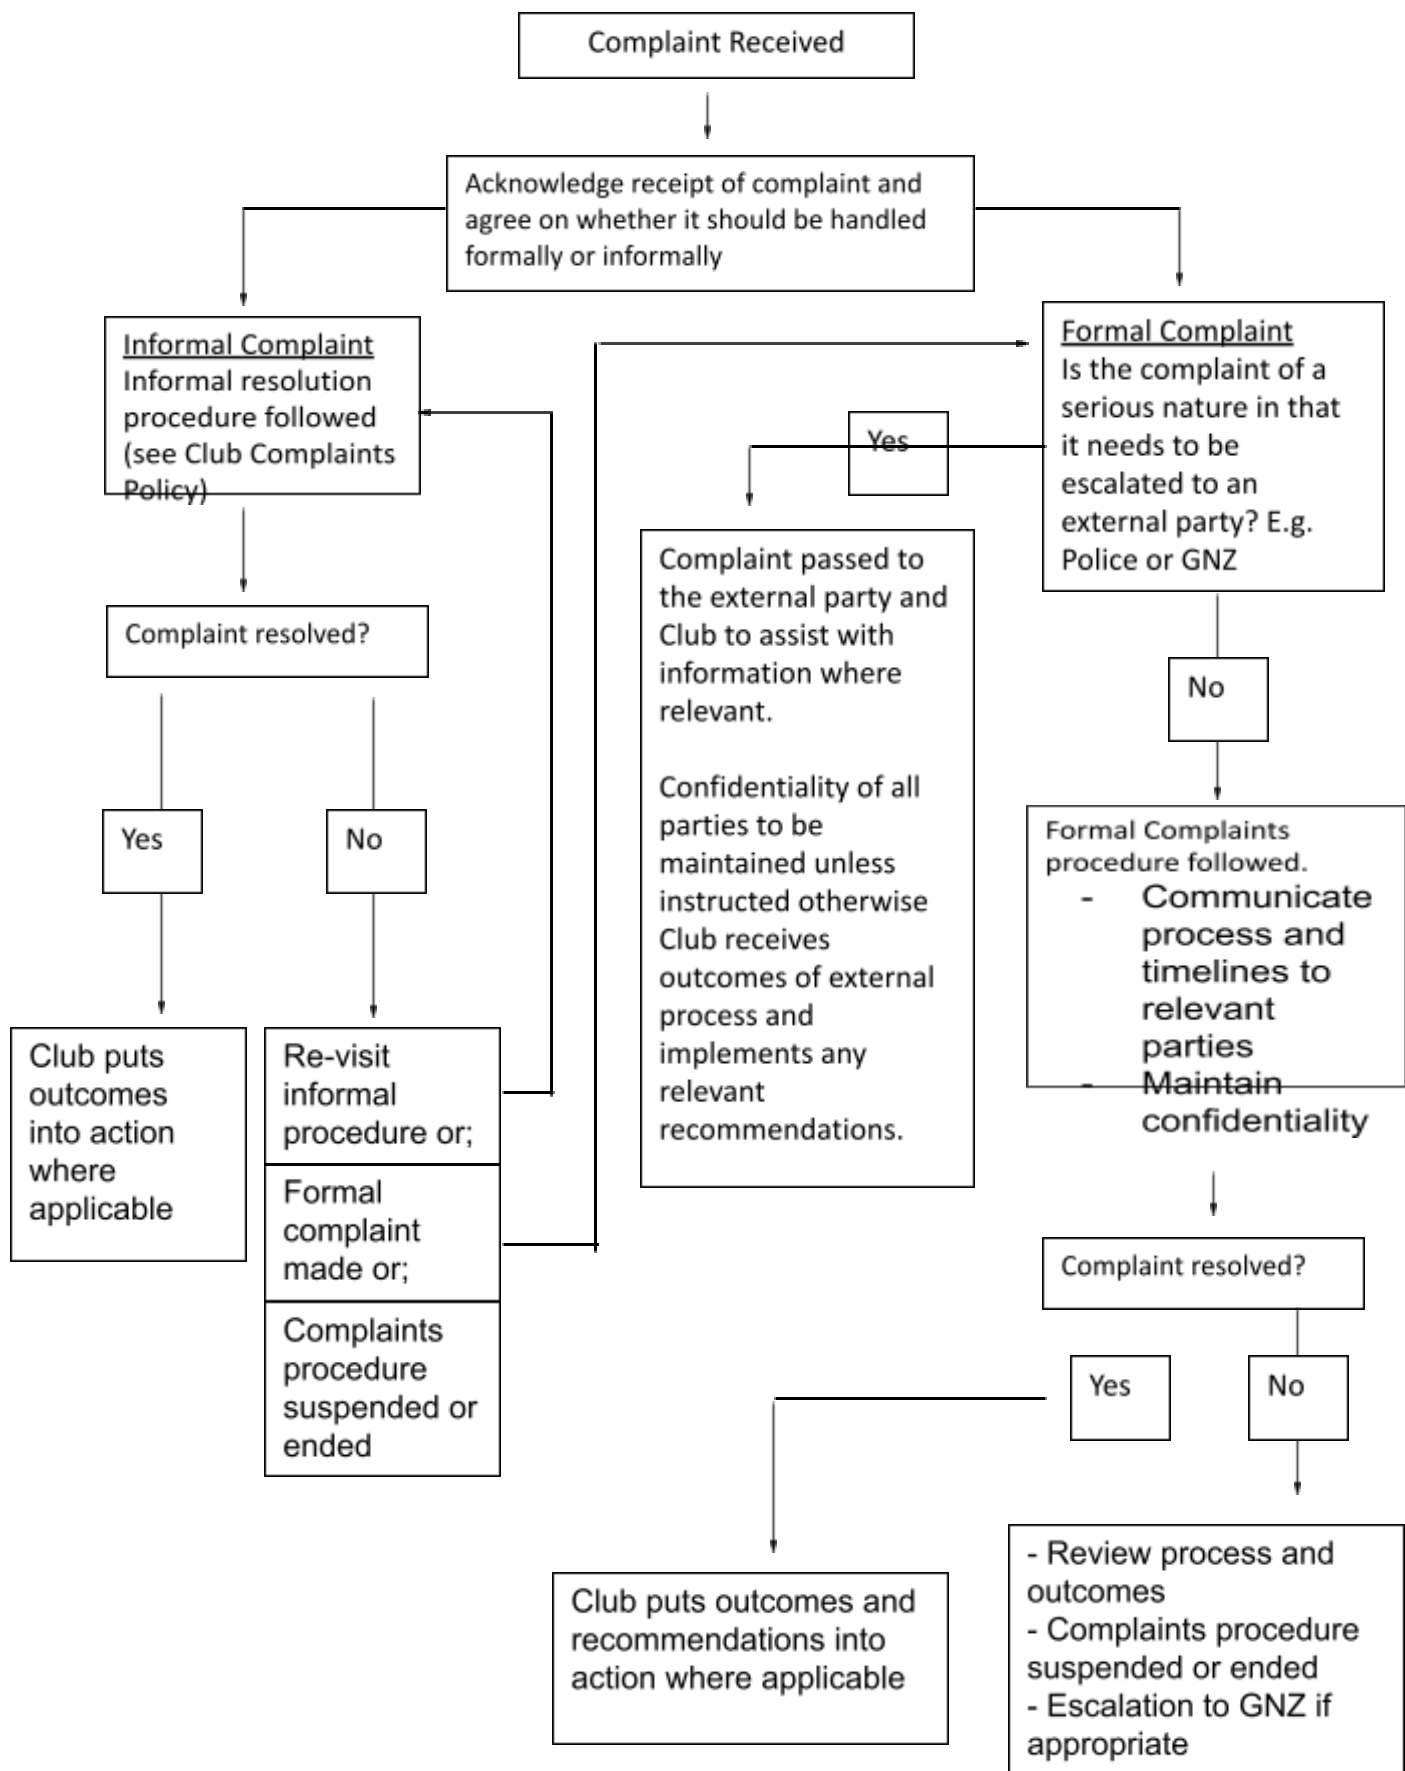 Complaint Received
Acknowledge receipt of complaint and
agree on whether it should be handled
formally or informally
Informal Complaint
Informal resolution
procedure followed
(see Club Complaints
Policy)
Formal Complaint
Is the complaint of a
serious nature in that
it needs to be
escalated to an
external party? E.g.
Police or GNZ
Yes
Complaint passed to
the external party and
Club to assist with
information where
relevant.
Confidentiality of all
parties to be
maintained unless
instructed otherwise
Club receives
outcomes of external
process and
implements any
relevant
recommendations.
Complaint resolved?
No
Yes
No
Formal Complaints
procedure followed.
- Communicate
process and
timelines to
relevant
parties
- Maintain
confidentiality
Club puts
outcomes
into action
where
applicable
Re-visit
informal
procedure or;
Formal
complaint
made or;
Complaints
procedure
suspended or
ended
Complaint resolved?
Yes
No
Club puts outcomes and
recommendations into
action where applicable
- Review process and
outcomes
- Complaints procedure
suspended or ended
- Escalation to GNZ if
appropriate